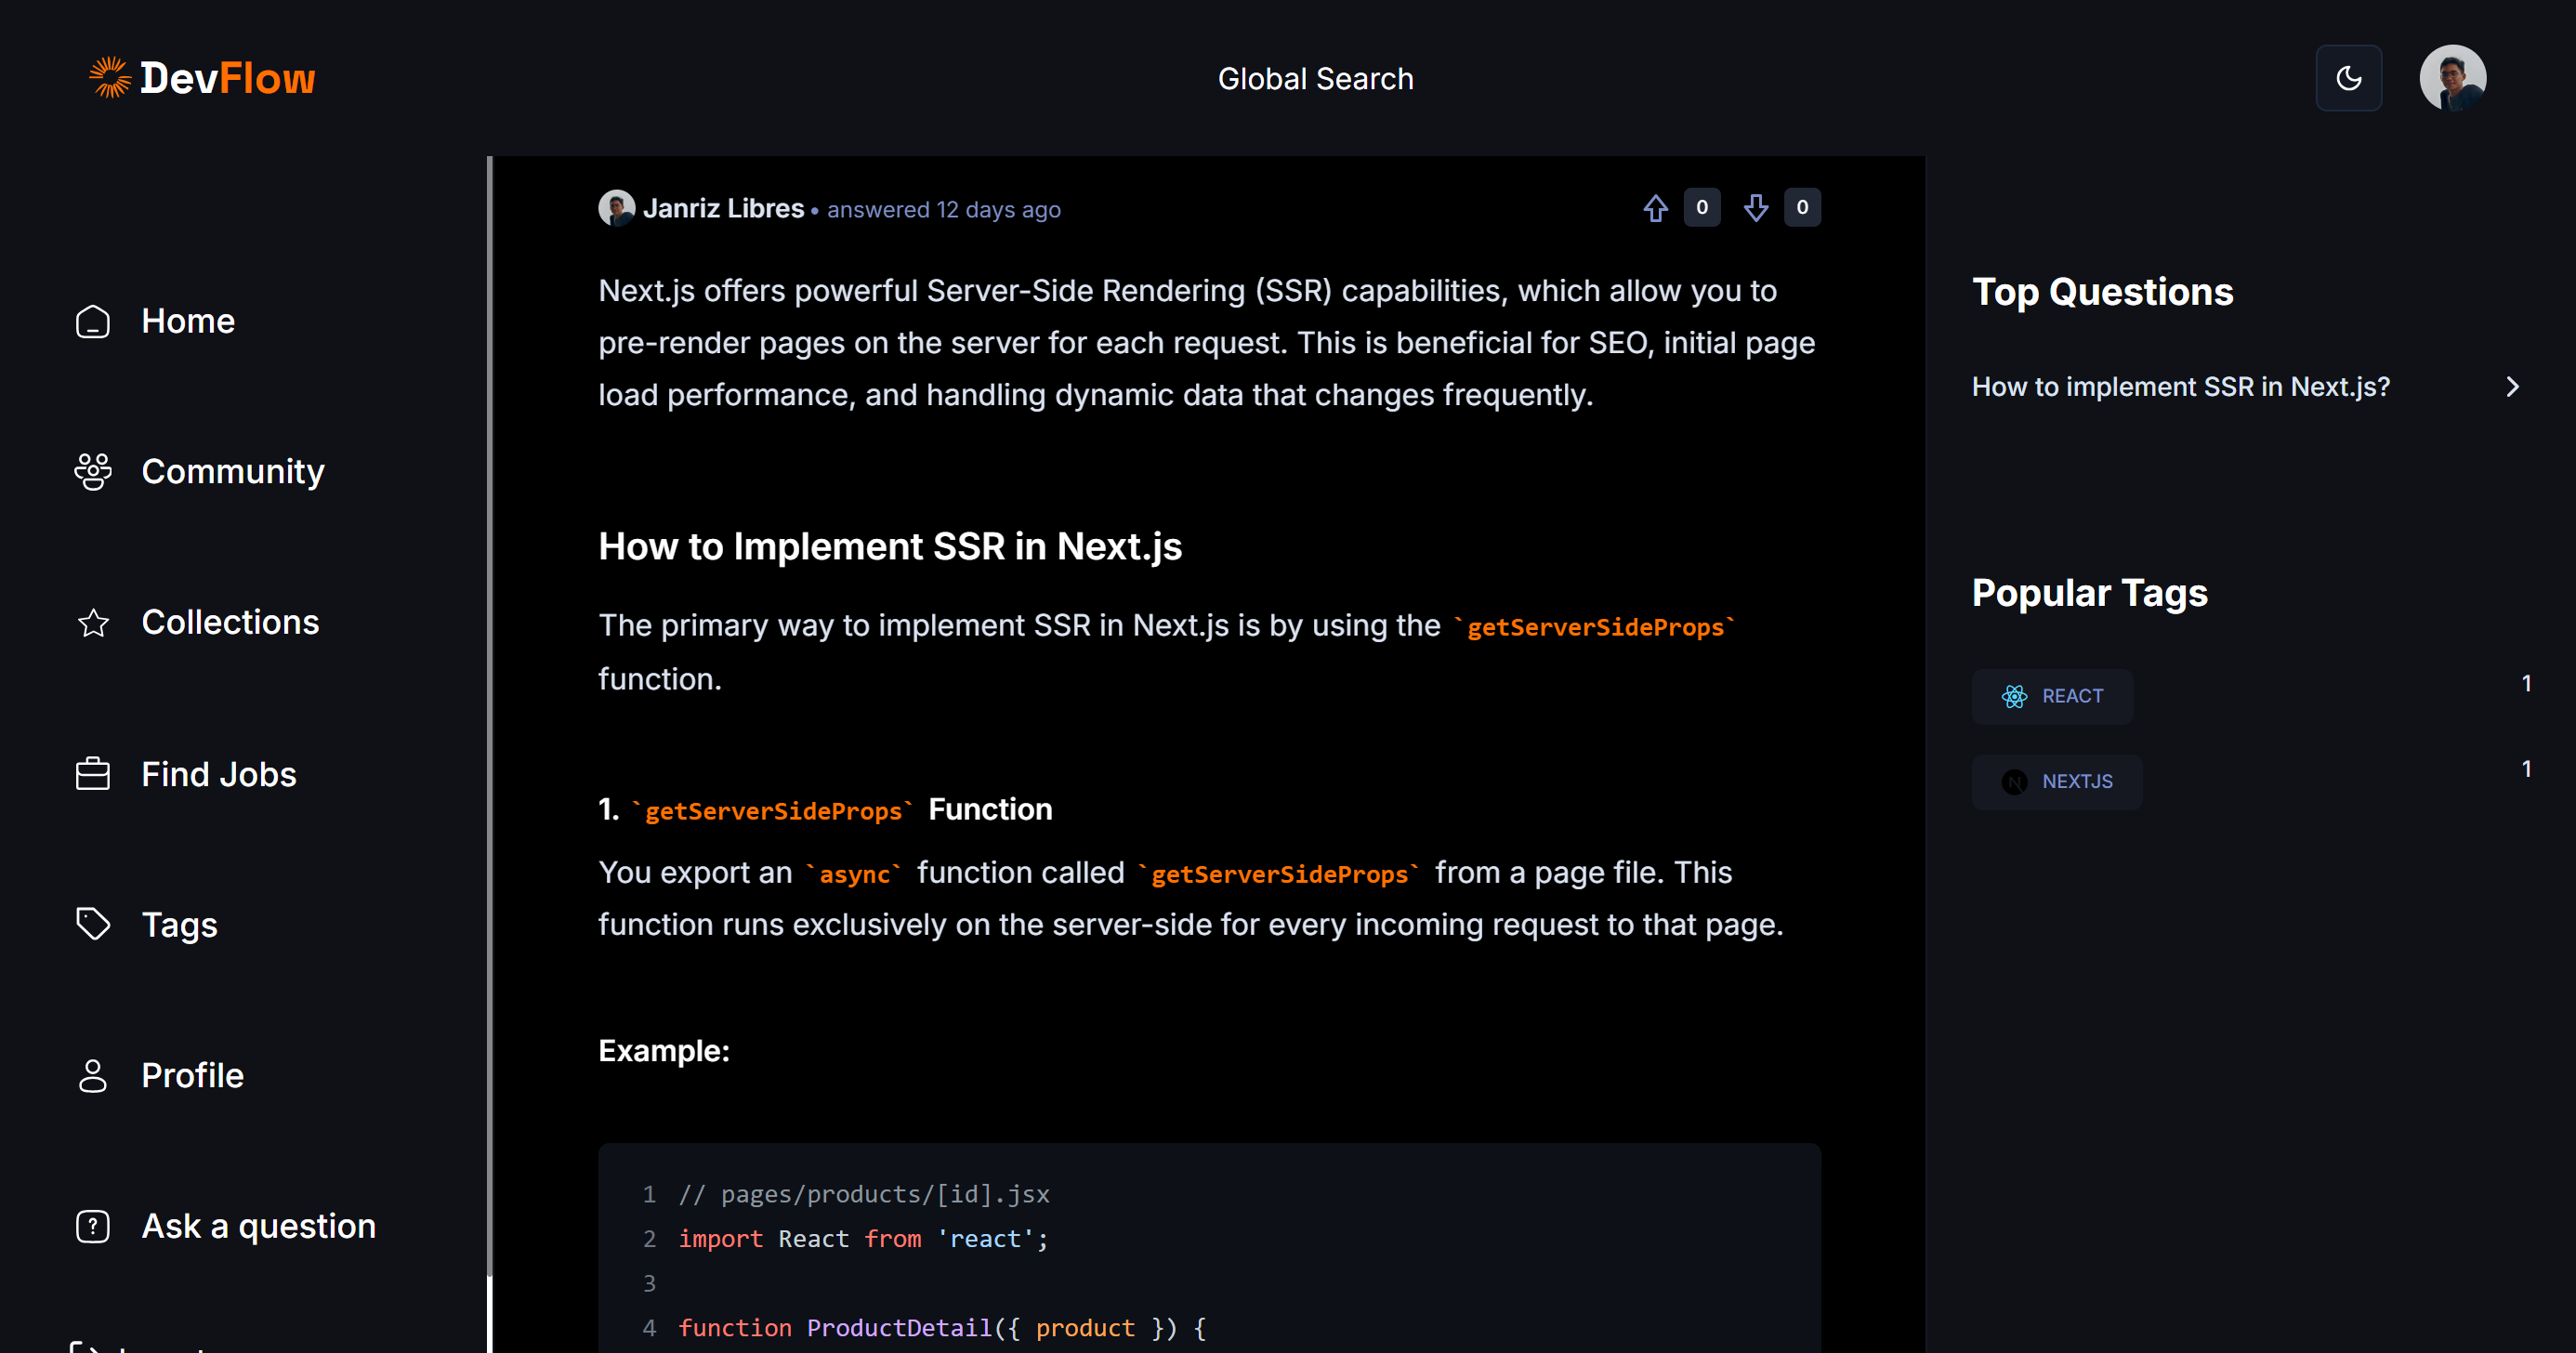 DevFlow
Global Search
Home
Community
Collections
Find Jobs
Tags
Profile
Ask a question
Janriz Libres • answered 12 days ago
0
0
Next.js offers powerful Server-Side Rendering (SSR) capabilities, which allow you to
pre-render pages on the server for each request. This is beneficial for SEO, initial page
load performance, and handling dynamic data that changes frequently.
How to Implement SSR in Next.js
The primary way to implement SSR in Next.js is by using the `getServerSideProps`
function.
1. `getServerSideProps` Function
You export an `async` function called `getServerSideProps` from a page file. This
function runs exclusively on the server-side for every incoming request to that page.
Example:
1 // pages/products/[id].jsx
2 import React from 'react';
3
4 function ProductDetail({ product }) {
Top Questions
How to implement SSR in Next.js?
Popular Tags
REACT 1
NEXTJS 1